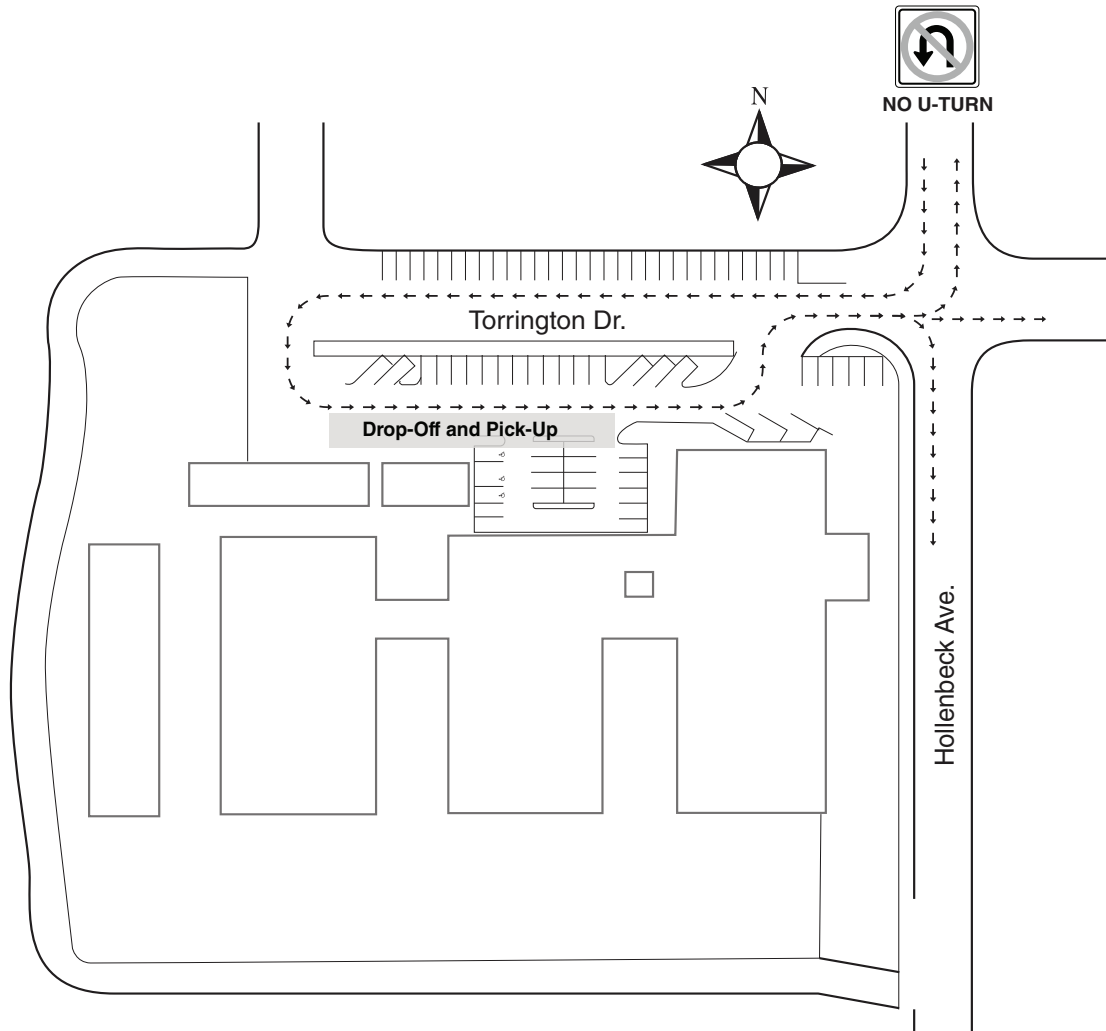 NO U-TURN
N
Torrington Dr.
Drop-Off and Pick-Up
Hollenbeck Ave.